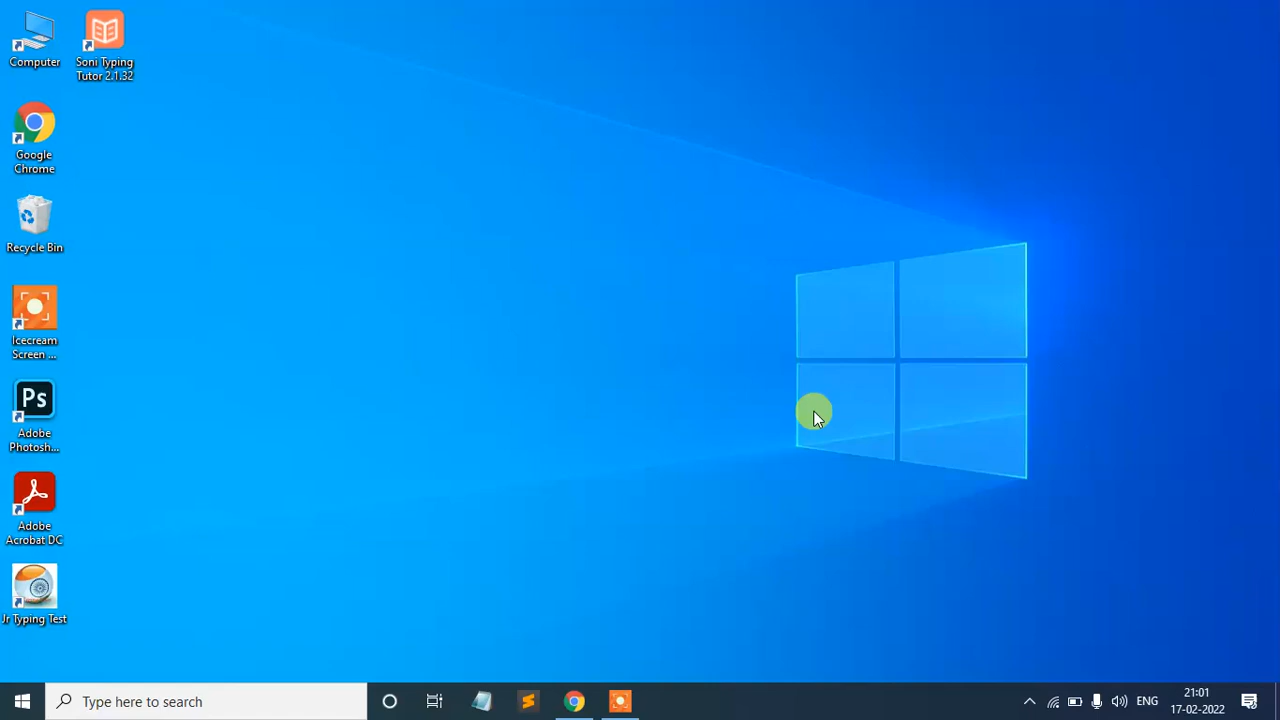 Computer
Soni Typing
Tutor 2.1.32
Google
Chrome
Recycle Bin
Icecream
Screen ...
Ps
Adobe
Photosh...
Adobe
Acrobat DC
Jr Typing Test
Type here to search
ENG
21:01
17-02-2022